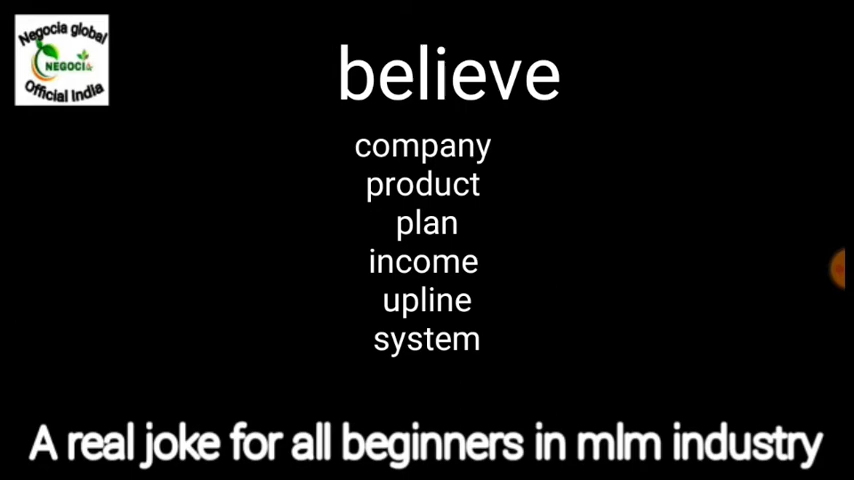 Negocia global
NEGOCIA
Official India
believe
company
product
plan
income
upline
system
A real joke for all beginners in mlm industry